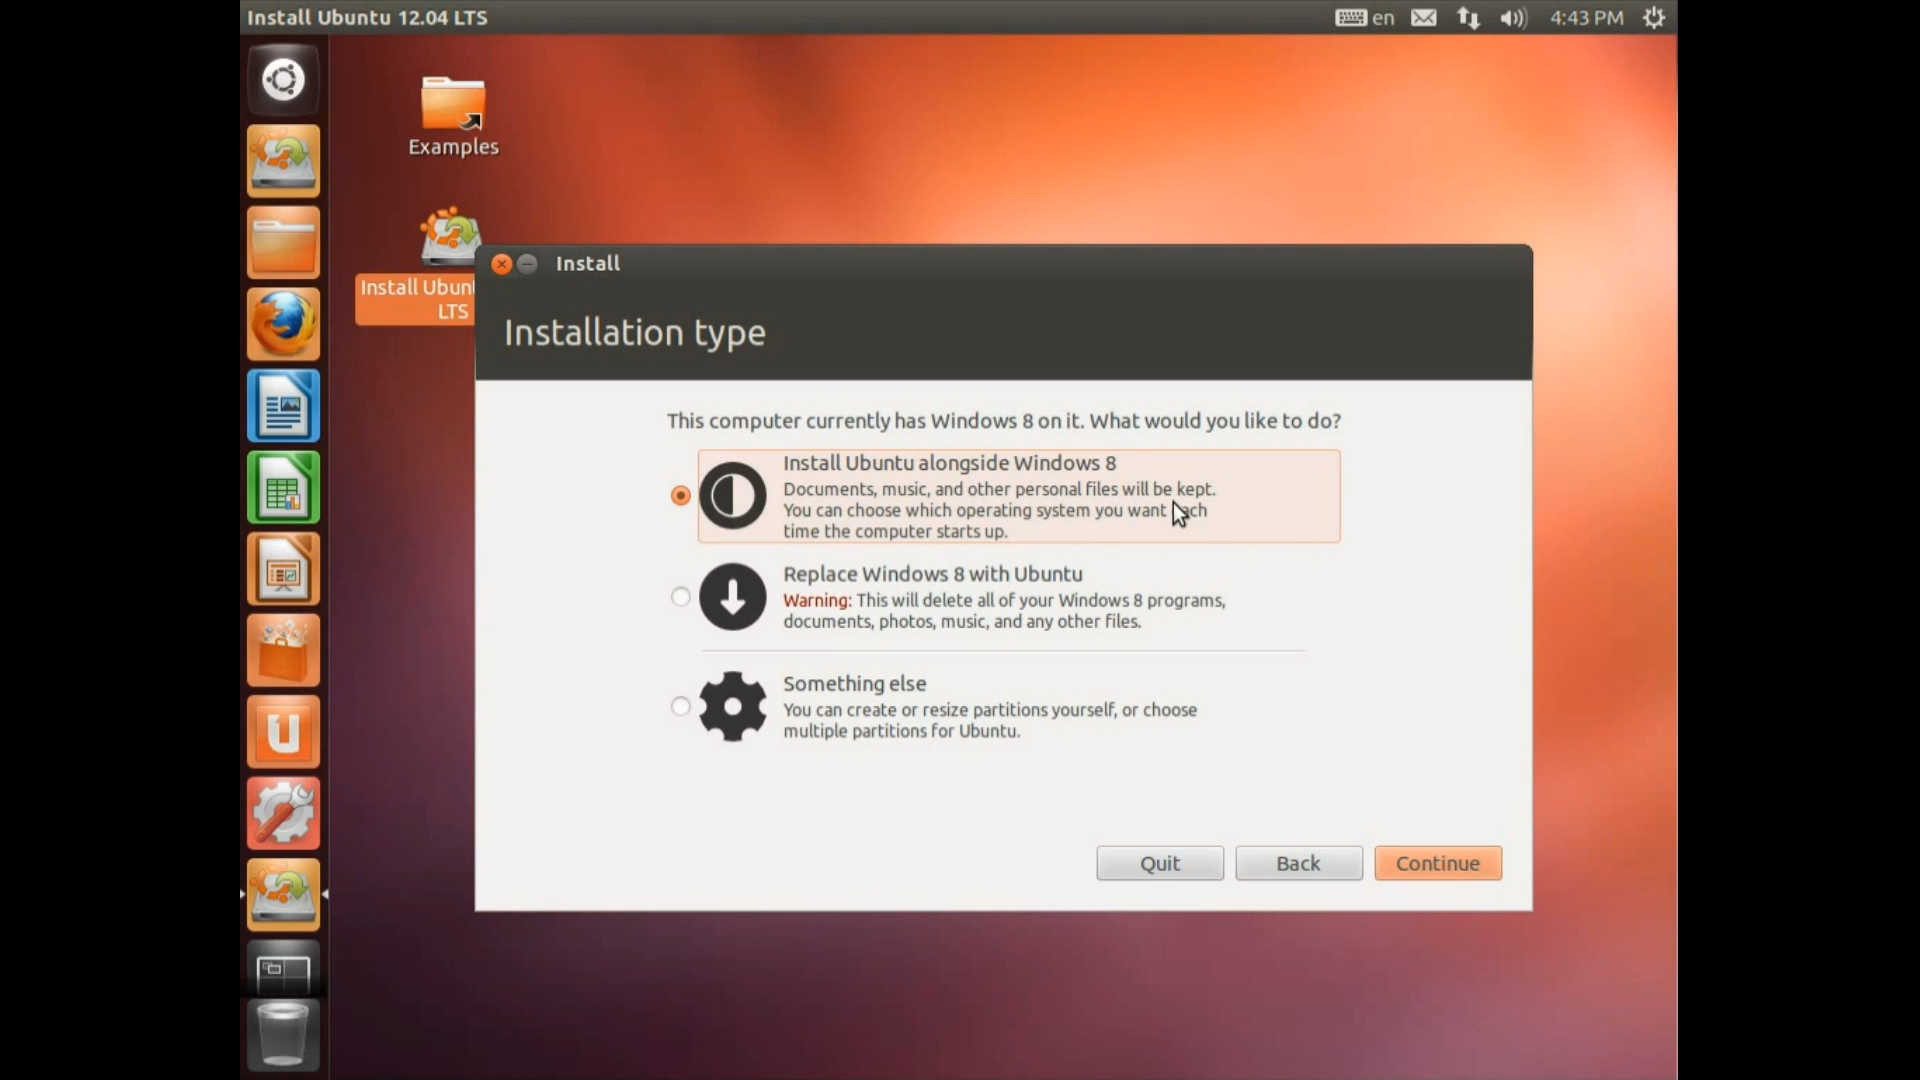 Install Ubuntu 12.04 LTS
en
4:43 PM
Examples
Install Ubun
LTS
Install
Installation type
This computer currently has Windows 8 on it. What would you like to do?
Install Ubuntu alongside Windows 8
Documents, music, and other personal files will be kept.
You can choose which operating system you want each
time the computer starts up.
Replace Windows 8 with Ubuntu
Warning: This will delete all of your Windows 8 programs,
documents, photos, music, and any other files.
Something else
You can create or resize partitions yourself, or choose
multiple partitions for Ubuntu.
Quit
Back
Continue